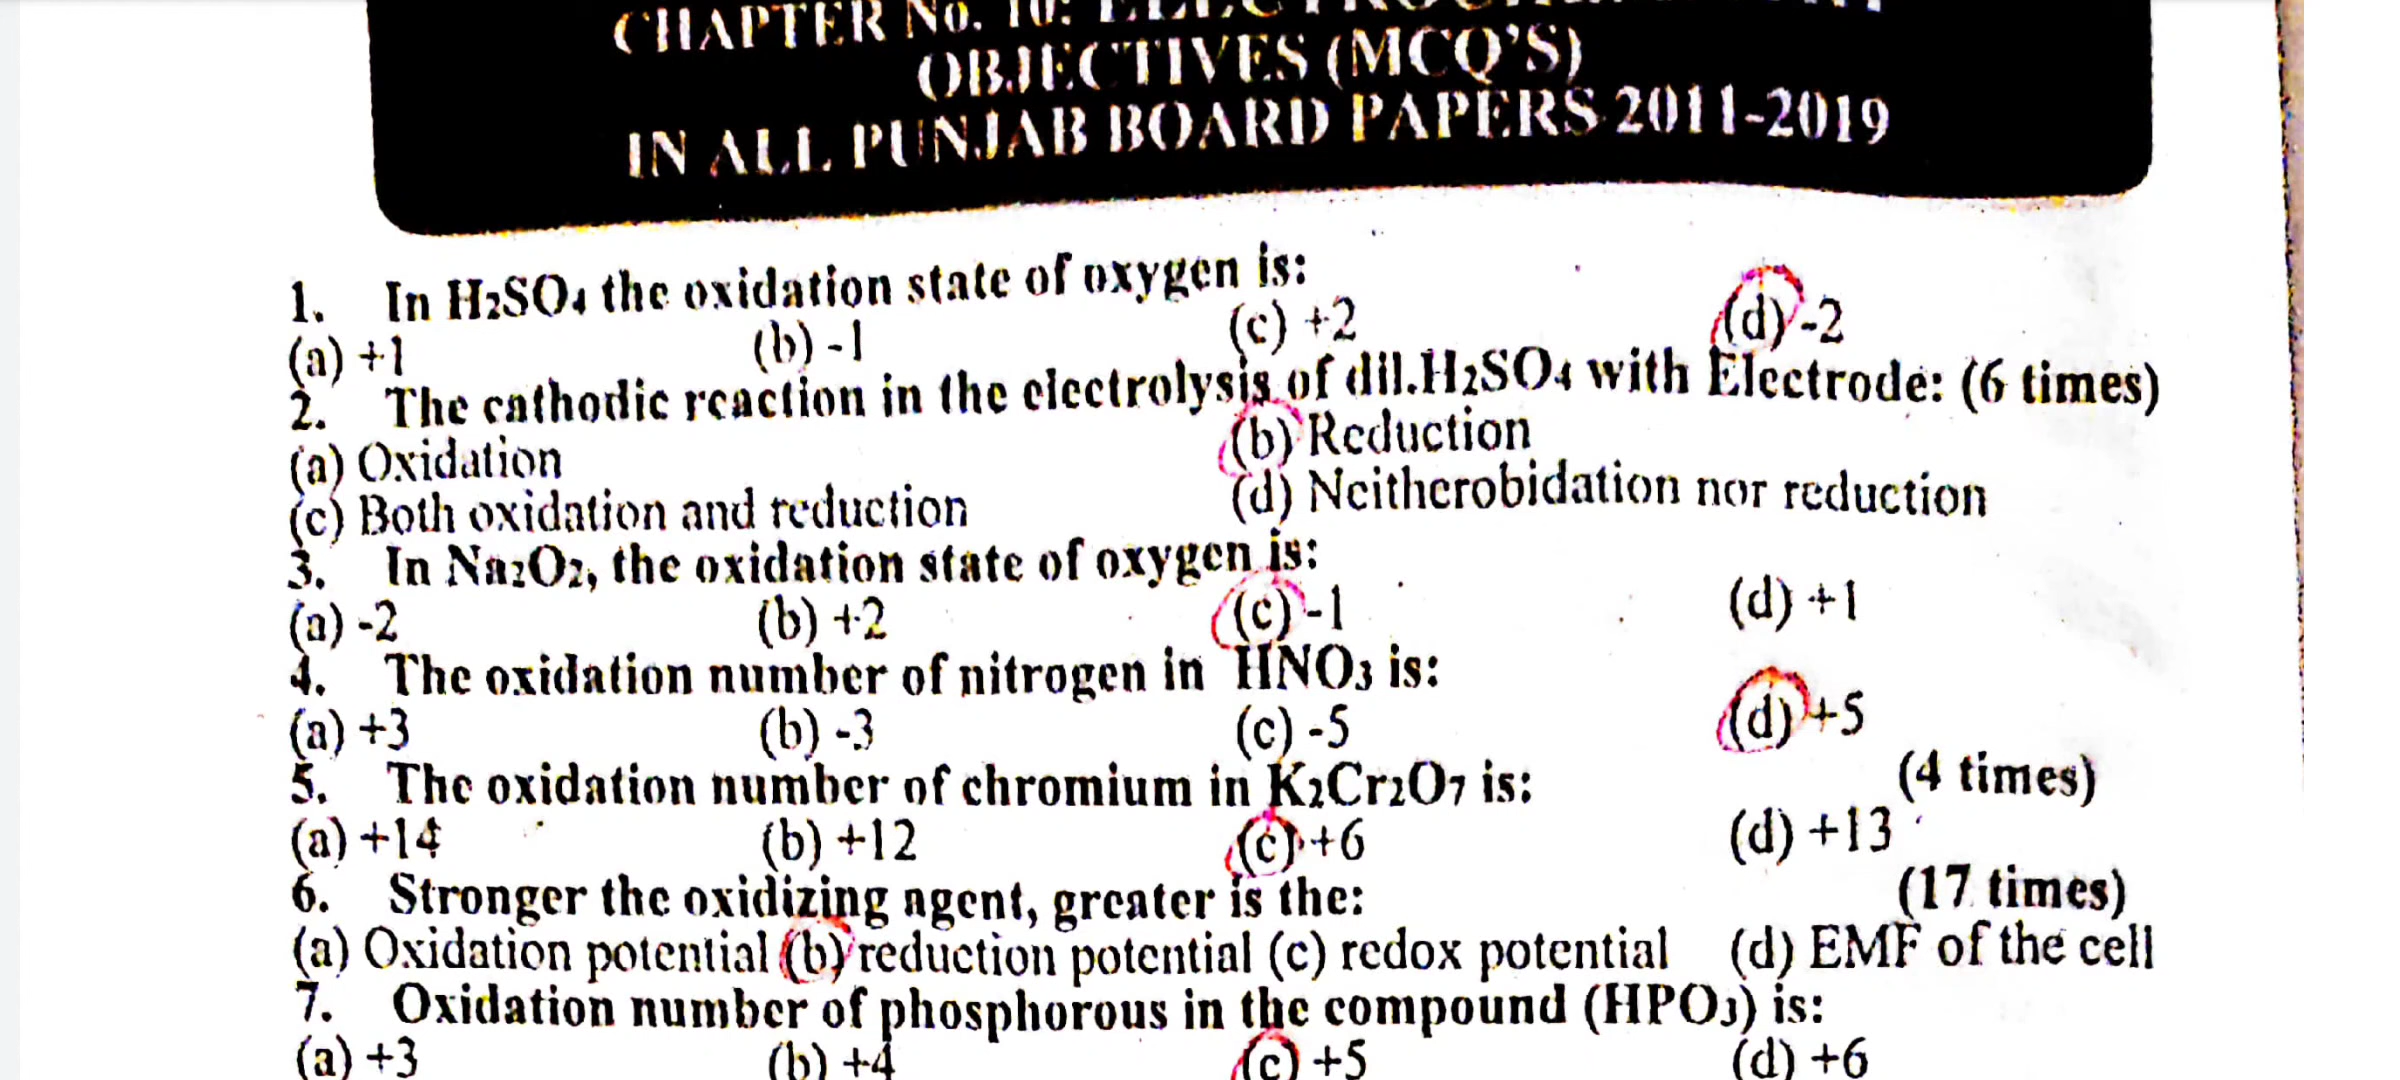 CHAPTER No. 10:
OBJECTIVES (MCQ'S)
IN ALL PUNJAB BOARD PAPERS 2011-2019
1. In H₂SO₄ the oxidation state of oxygen is:
(a) +1 (b) -1 (c) +2 (d) -2
2. The cathodic reaction in the electrolysis of dil.H₂SO₄ with Electrode: (6 times)
(a) Oxidation (b) Reduction
(c) Both oxidation and reduction (d) Neitherobidation nor reduction
3. In Na₂O₂, the oxidation state of oxygen is:
(a) -2 (b) +2 (c) -1 (d) +1
4. The oxidation number of nitrogen in HNO₃ is:
(a) +3 (b) -3 (c) -5 (d) +5
5. The oxidation number of chromium in K₂Cr₂O₇ is: (4 times)
(a) +14 (b) +12 (c) +6 (d) +13
6. Stronger the oxidizing agent, greater is the: (17 times)
(a) Oxidation potential (b) reduction potential (c) redox potential (d) EMF of the cell
7. Oxidation number of phosphorous in the compound (HPO₃) is:
(a) +3 (b) +4 (c) +5 (d) +6